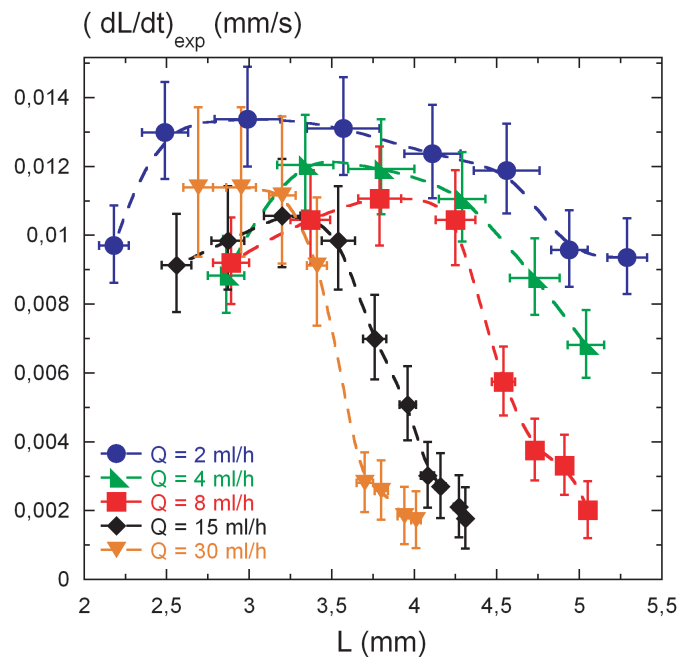 ( dL/dt)exp (mm/s)
0,014
0,012
0,01
0,008
0,006
0,004
0,002
0
Q = 2 ml/h
Q = 4 ml/h
Q = 8 ml/h
Q = 15 ml/h
Q = 30 ml/h
2 2,5 3 3,5 4 4,5 5 5,5
L (mm)